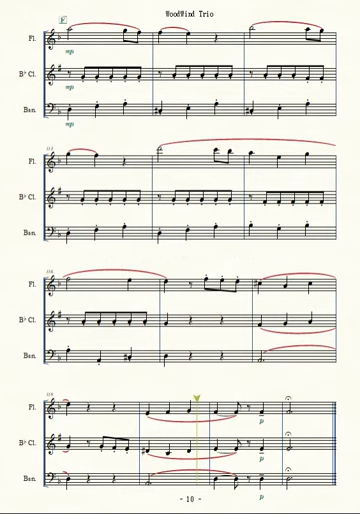 WoodWind Trio
F
Fl.
mp
B♭ Cl.
mp
Bsn.
mp
Fl.
B♭ Cl.
Bsn.
Fl.
B♭ Cl.
Bsn.
Fl.
p
B♭ Cl.
p
Bsn.
p
- 10 -